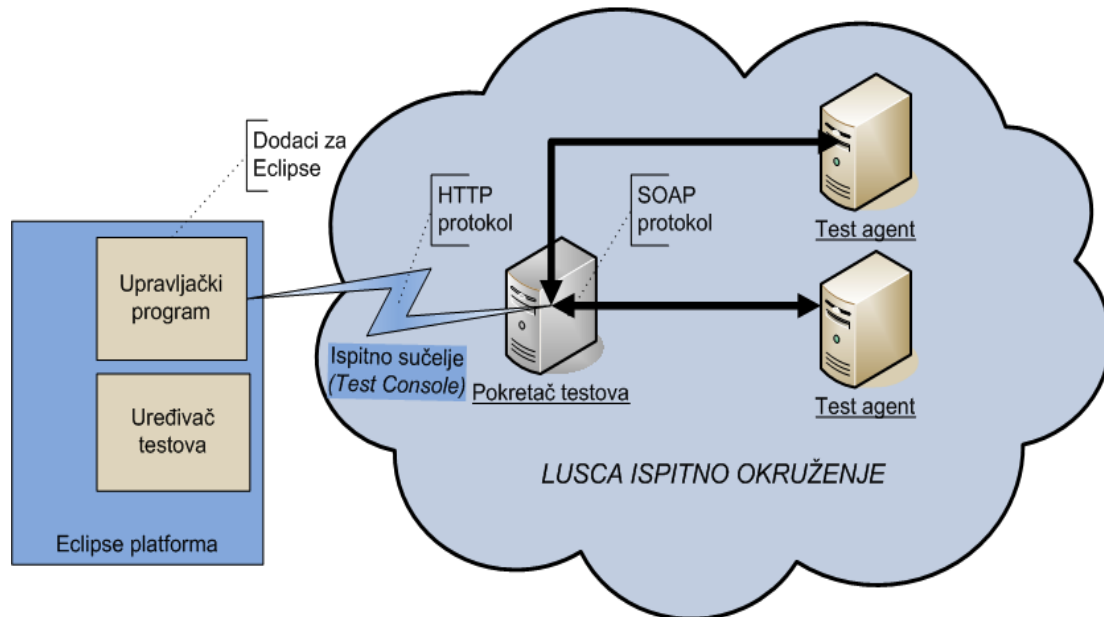 Dodaci za
Eclipse
HTTP
protokol
SOAP
protokol
Test agent
Upravljački
program
Ispitno sučelje
(Test Console)
Pokretač testova
Test agent
Uređivač
testova
LUSCA ISPITNO OKRUŽENJE
Eclipse platforma